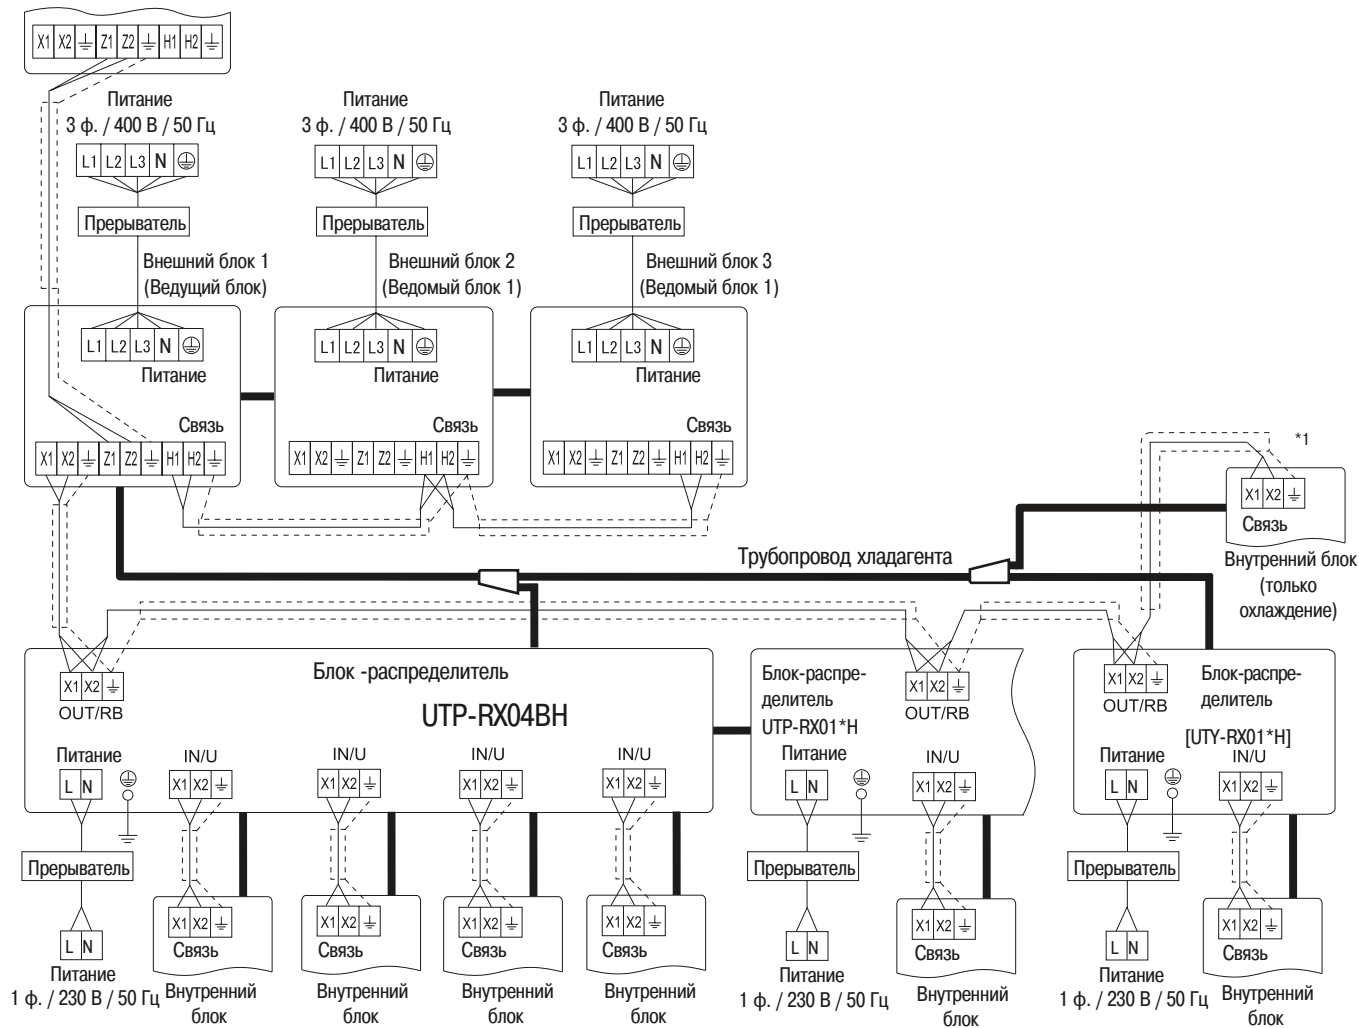 X1 X2 Z1 Z2 H1 H2
Питание
3 ф. / 400 В / 50 Гц
L1 L2 L3 N
Прерыватель
Питание
3 ф. / 400 В / 50 Гц
L1 L2 L3 N
Прерыватель
Питание
3 ф. / 400 В / 50 Гц
L1 L2 L3 N
Прерыватель
Внешний блок 1
(Ведущий блок)
Внешний блок 2
(Ведомый блок 1)
Внешний блок 3
(Ведомый блок 1)
L1 L2 L3 N
Питание
Связь
X1 X2 Z1 Z2 H1 H2
L1 L2 L3 N
Питание
Связь
X1 X2 Z1 Z2 H1 H2
L1 L2 L3 N
Питание
Связь
X1 X2 Z1 Z2 H1 H2
*1
X1 X2
Связь
Внутренний блок
(только
охлаждение)
Трубопровод хладагента
Блок -распределитель
UTP-RX04BH
X1 X2
OUT/RB
Питание
L N
IN/U
X1 X2
IN/U
X1 X2
IN/U
X1 X2
IN/U
X1 X2
Блок-распре-
делитель
UTP-RX01*H
X1 X2
OUT/RB
Питание
L N
IN/U
X1 X2
Блок-распре-
делитель
[UTY-RX01*H]
X1 X2
OUT/RB
Питание
L N
IN/U
X1 X2
Прерыватель
L N
Питание
1 ф. / 230 В / 50 Гц
X1 X2
Связь
Внутренний
блок
X1 X2
Связь
Внутренний
блок
X1 X2
Связь
Внутренний
блок
X1 X2
Связь
Внутренний
блок
Прерыватель
L N
Питание
1 ф. / 230 В / 50 Гц
X1 X2
Связь
Внутренний
блок
Прерыватель
L N
Питание
1 ф. / 230 В / 50 Гц
X1 X2
Связь
Внутренний
блок